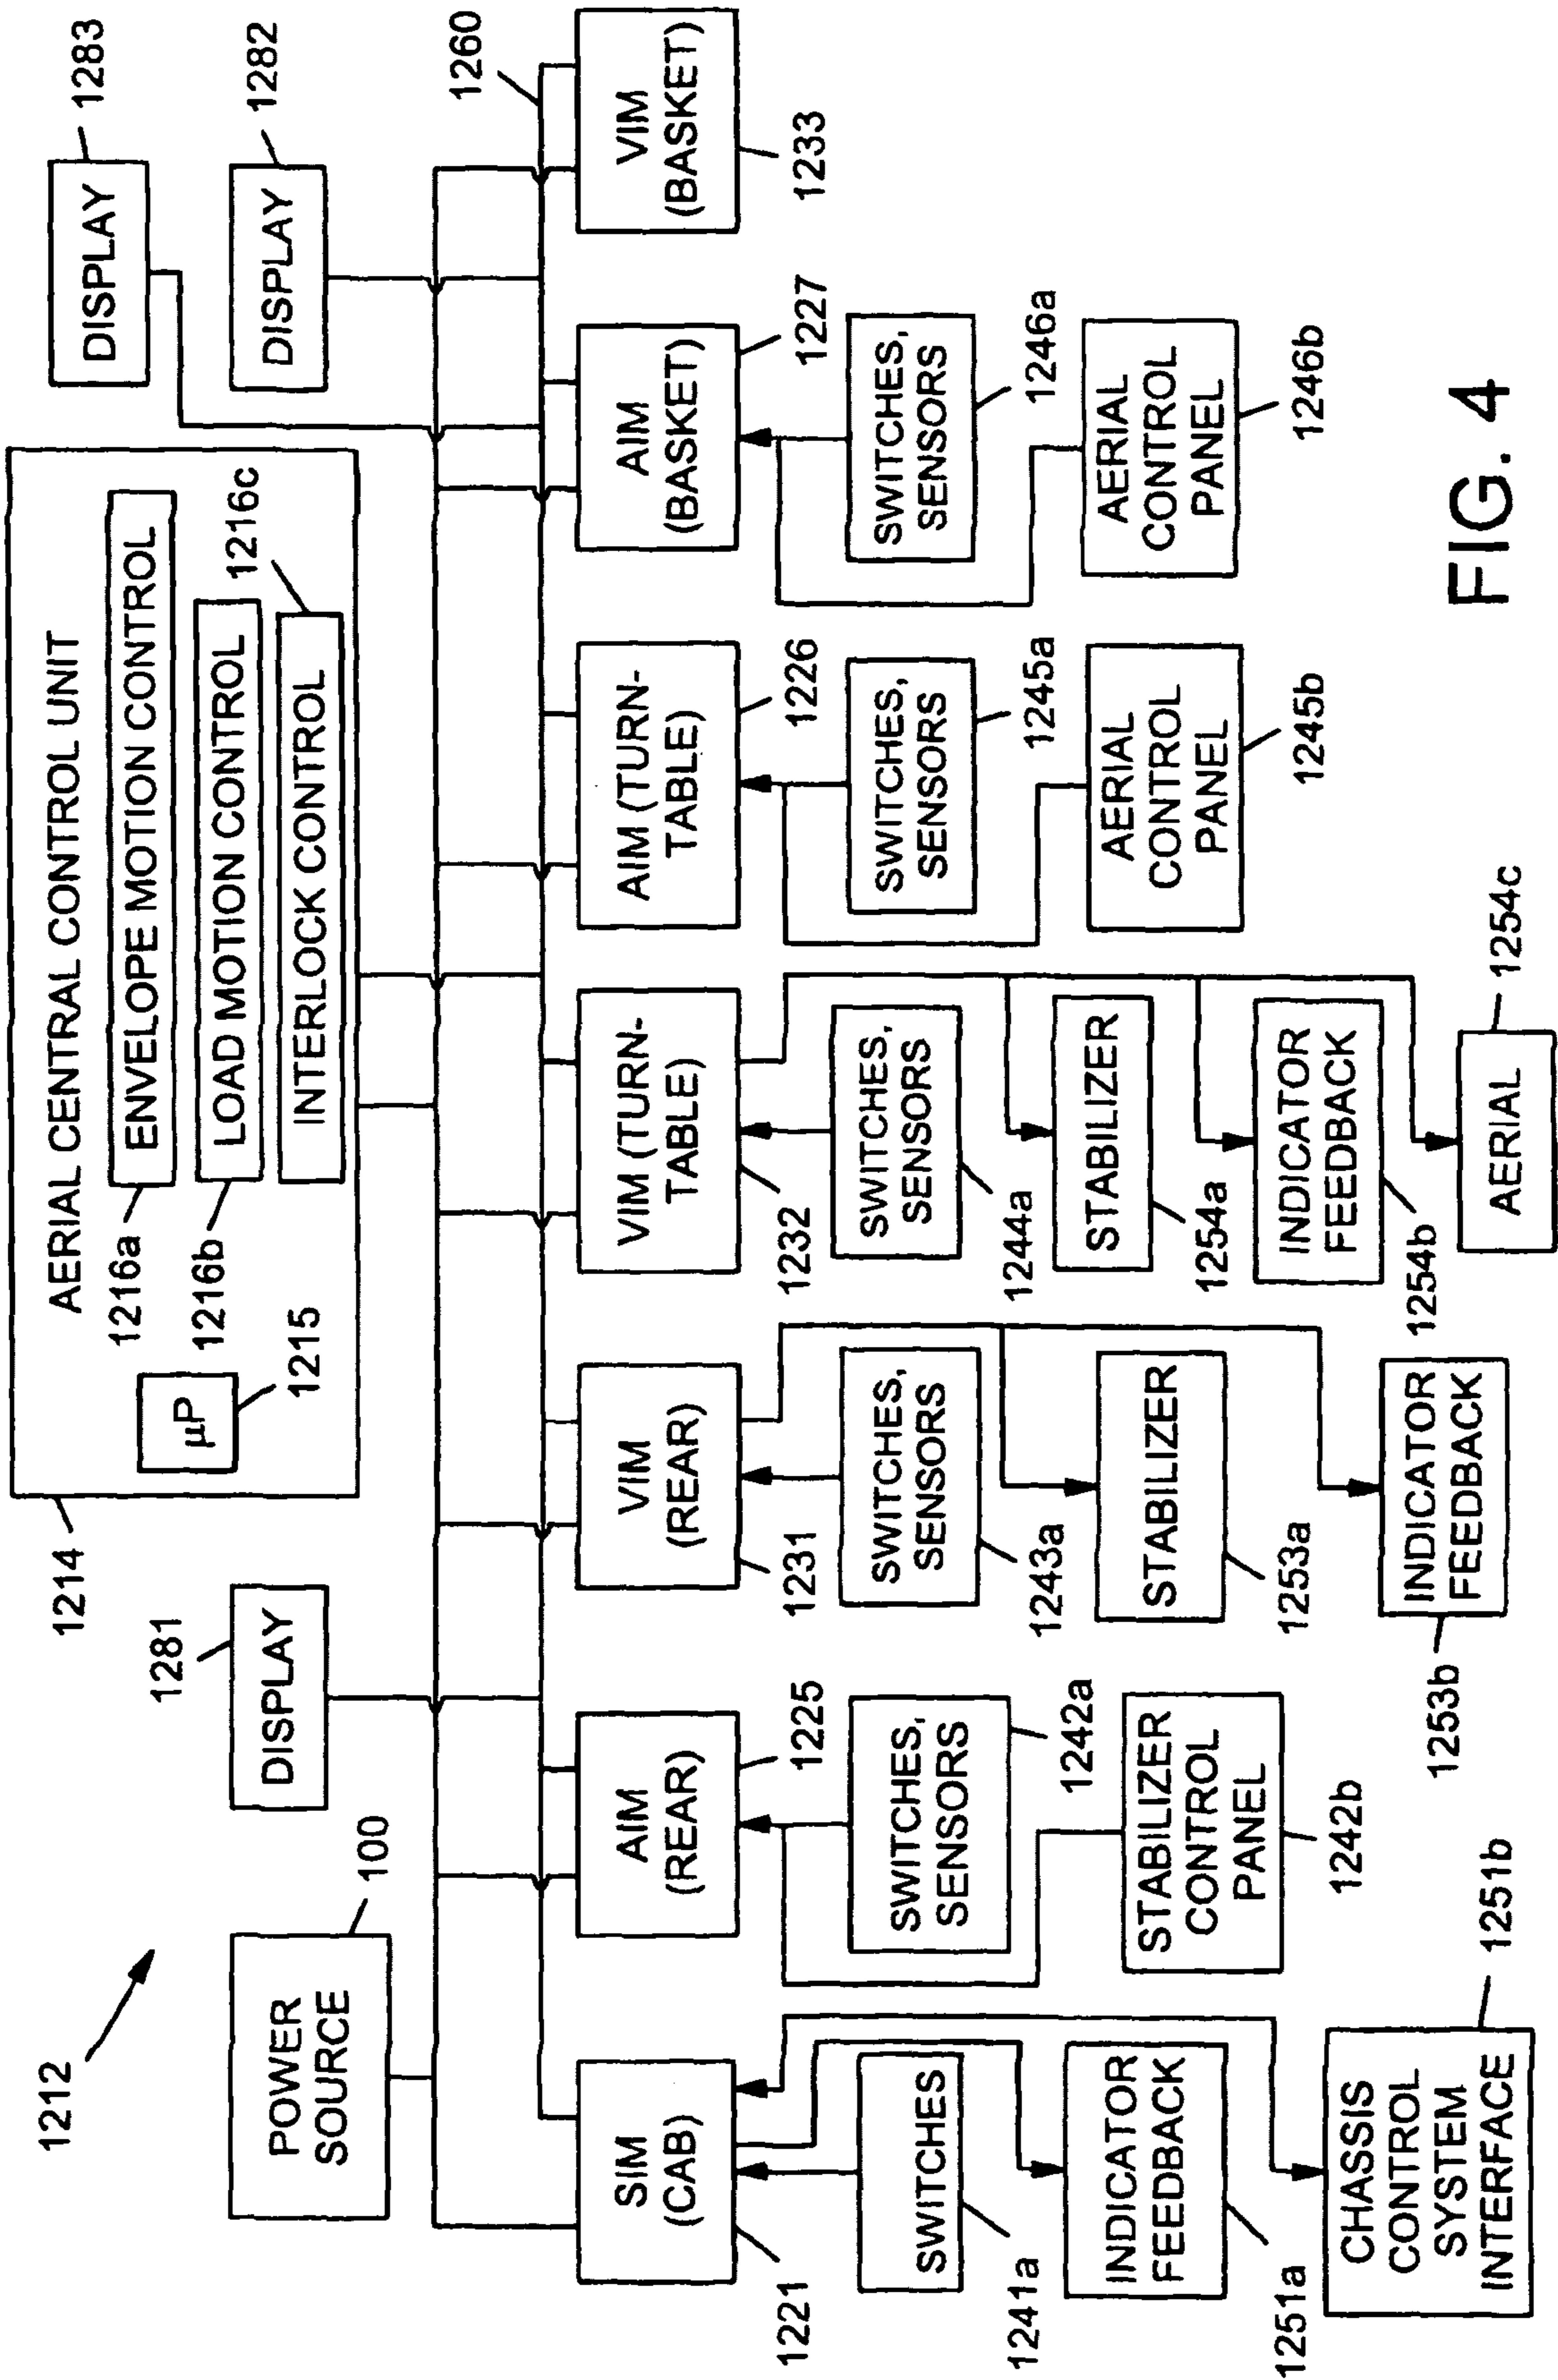 1212
POWER
SOURCE
100
DISPLAY
1281
1214
AERIAL CENTRAL CONTROL UNIT
μP
1215
ENVELOPE MOTION CONTROL
1216a
LOAD MOTION CONTROL
1216b
INTERLOCK CONTROL
1216c
DISPLAY
1283
DISPLAY
1282
1260
SIM
(CAB)
1221
AIM
(REAR)
1225
VIM
(REAR)
1231
VIM (TURN-
TABLE)
1232
AIM (TURN-
TABLE)
1226
AIM
(BASKET)
1227
VIM
(BASKET)
1233
SWITCHES
1241a
SWITCHES,
SENSORS
1242a
SWITCHES,
SENSORS
1243a
SWITCHES,
SENSORS
1244a
SWITCHES,
SENSORS
1245a
SWITCHES,
SENSORS
1246a
INDICATOR
FEEDBACK
1251a
STABILIZER
CONTROL
PANEL
1242b
STABILIZER
1253a
STABILIZER
1254a
AERIAL
CONTROL
PANEL
1245b
AERIAL
CONTROL
PANEL
1246b
CHASSIS
CONTROL
SYSTEM
INTERFACE
1251b
INDICATOR
FEEDBACK
1253b
INDICATOR
FEEDBACK
1254b
AERIAL
1254c
FIG. 4